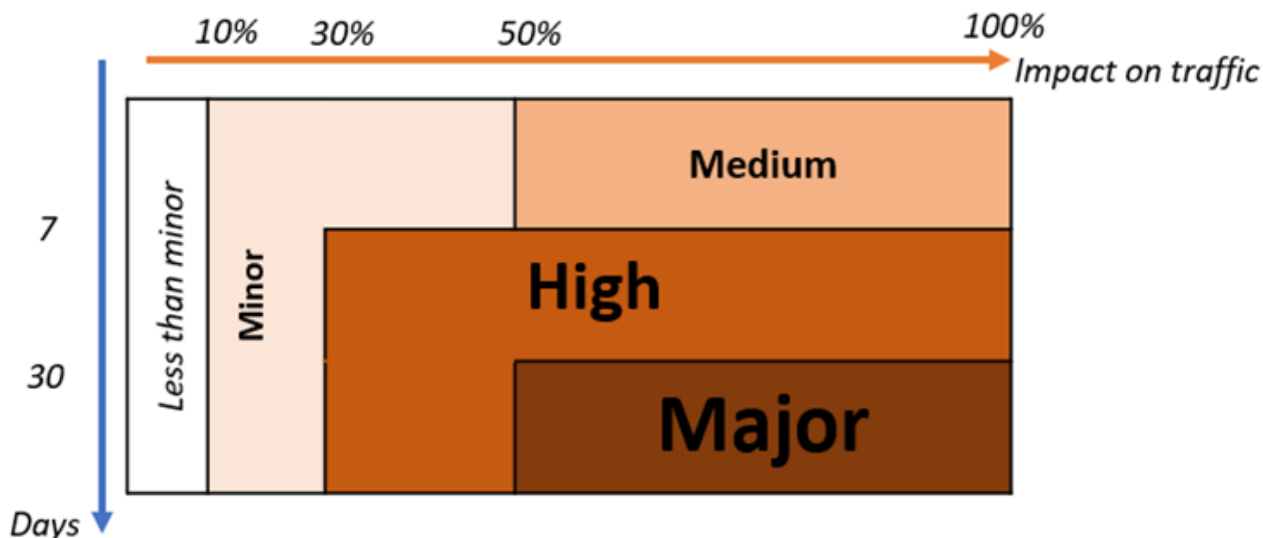 10% 30% 50% 100%
Impact on traffic
Medium
7
Less than minor
Minor
High
30
Major
Days